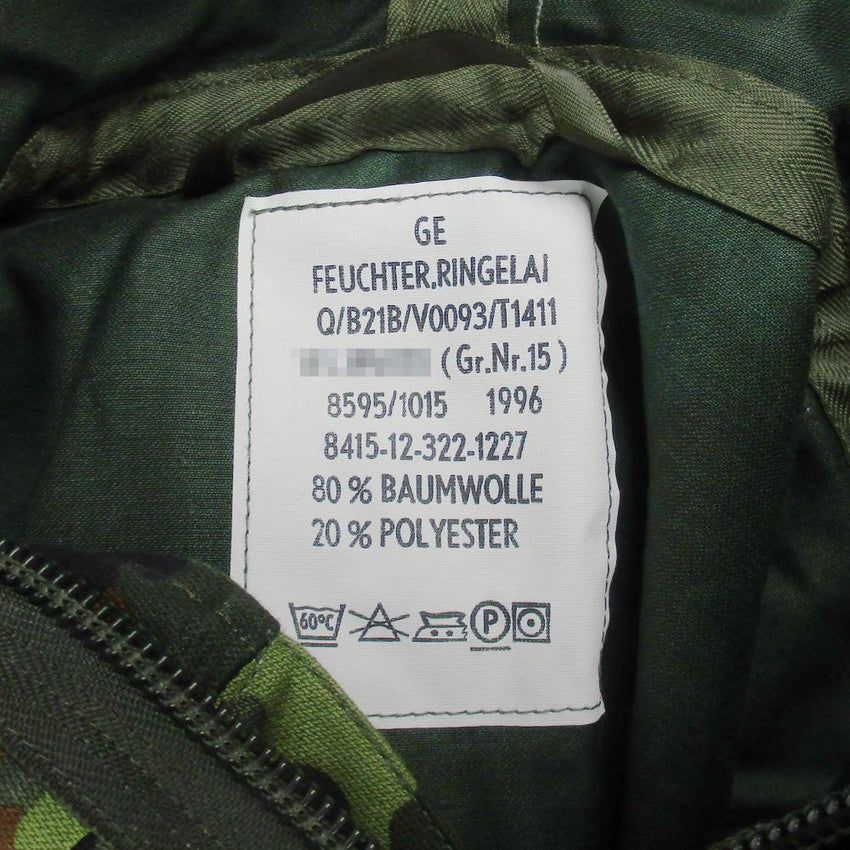 GE
FEUCHTER,RINGELAI
Q/B21B/V0093/T1411
(Gr.Nr.15)
8595/1015 1996
8415-12-322-1227
80 % BAUMWOLLE
20 % POLYESTER
60°C P